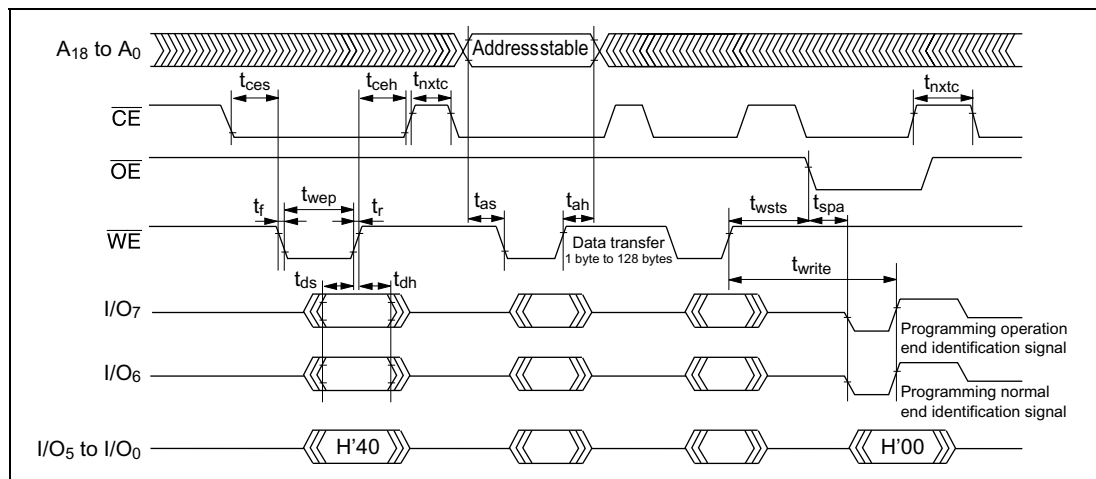 A18 to A0
Address stable
tces
tceh
tnxtc
tnxtc
CE
OE
twep
tas
tah
twsts
tspa
tf
tr
WE
Data transfer
1 byte to 128 bytes
twrite
tds
tdh
I/O7
Programming operation
end identification signal
I/O6
Programming normal
end identification signal
I/O5 to I/O0
H'40
H'00